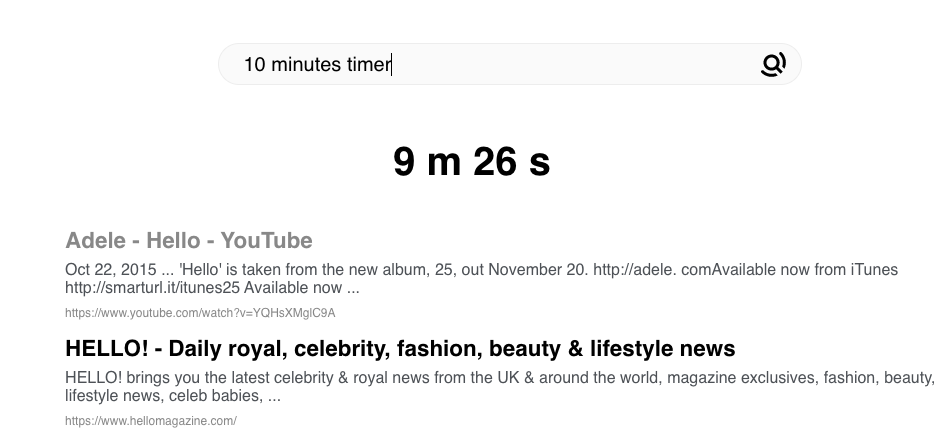 10 minutes timer
9 m 26 s
Adele - Hello - YouTube
Oct 22, 2015 ... 'Hello' is taken from the new album, 25, out November 20. http://adele. comAvailable now from iTunes
http://smarturl.it/itunes25 Available now ...
https://www.youtube.com/watch?v=YQHsXMglC9A
HELLO! - Daily royal, celebrity, fashion, beauty & lifestyle news
HELLO! brings you the latest celebrity & royal news from the UK & around the world, magazine exclusives, fashion, beauty,
lifestyle news, celeb babies, ...
https://www.hellomagazine.com/